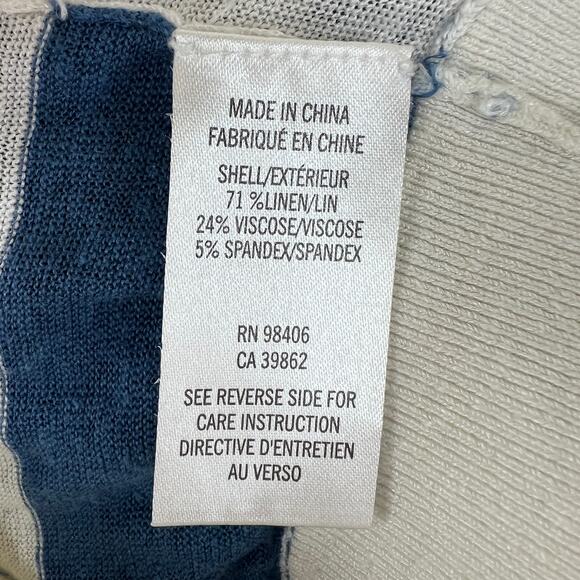 MADE IN CHINA
FABRIQUÉ EN CHINE
SHELL/EXTÉRIEUR
71 %LINEN/LIN
24% VISCOSE/VISCOSE
5% SPANDEX/SPANDEX
RN 98406
CA 39862
SEE REVERSE SIDE FOR
CARE INSTRUCTION
DIRECTIVE D'ENTRETIEN
AU VERSO